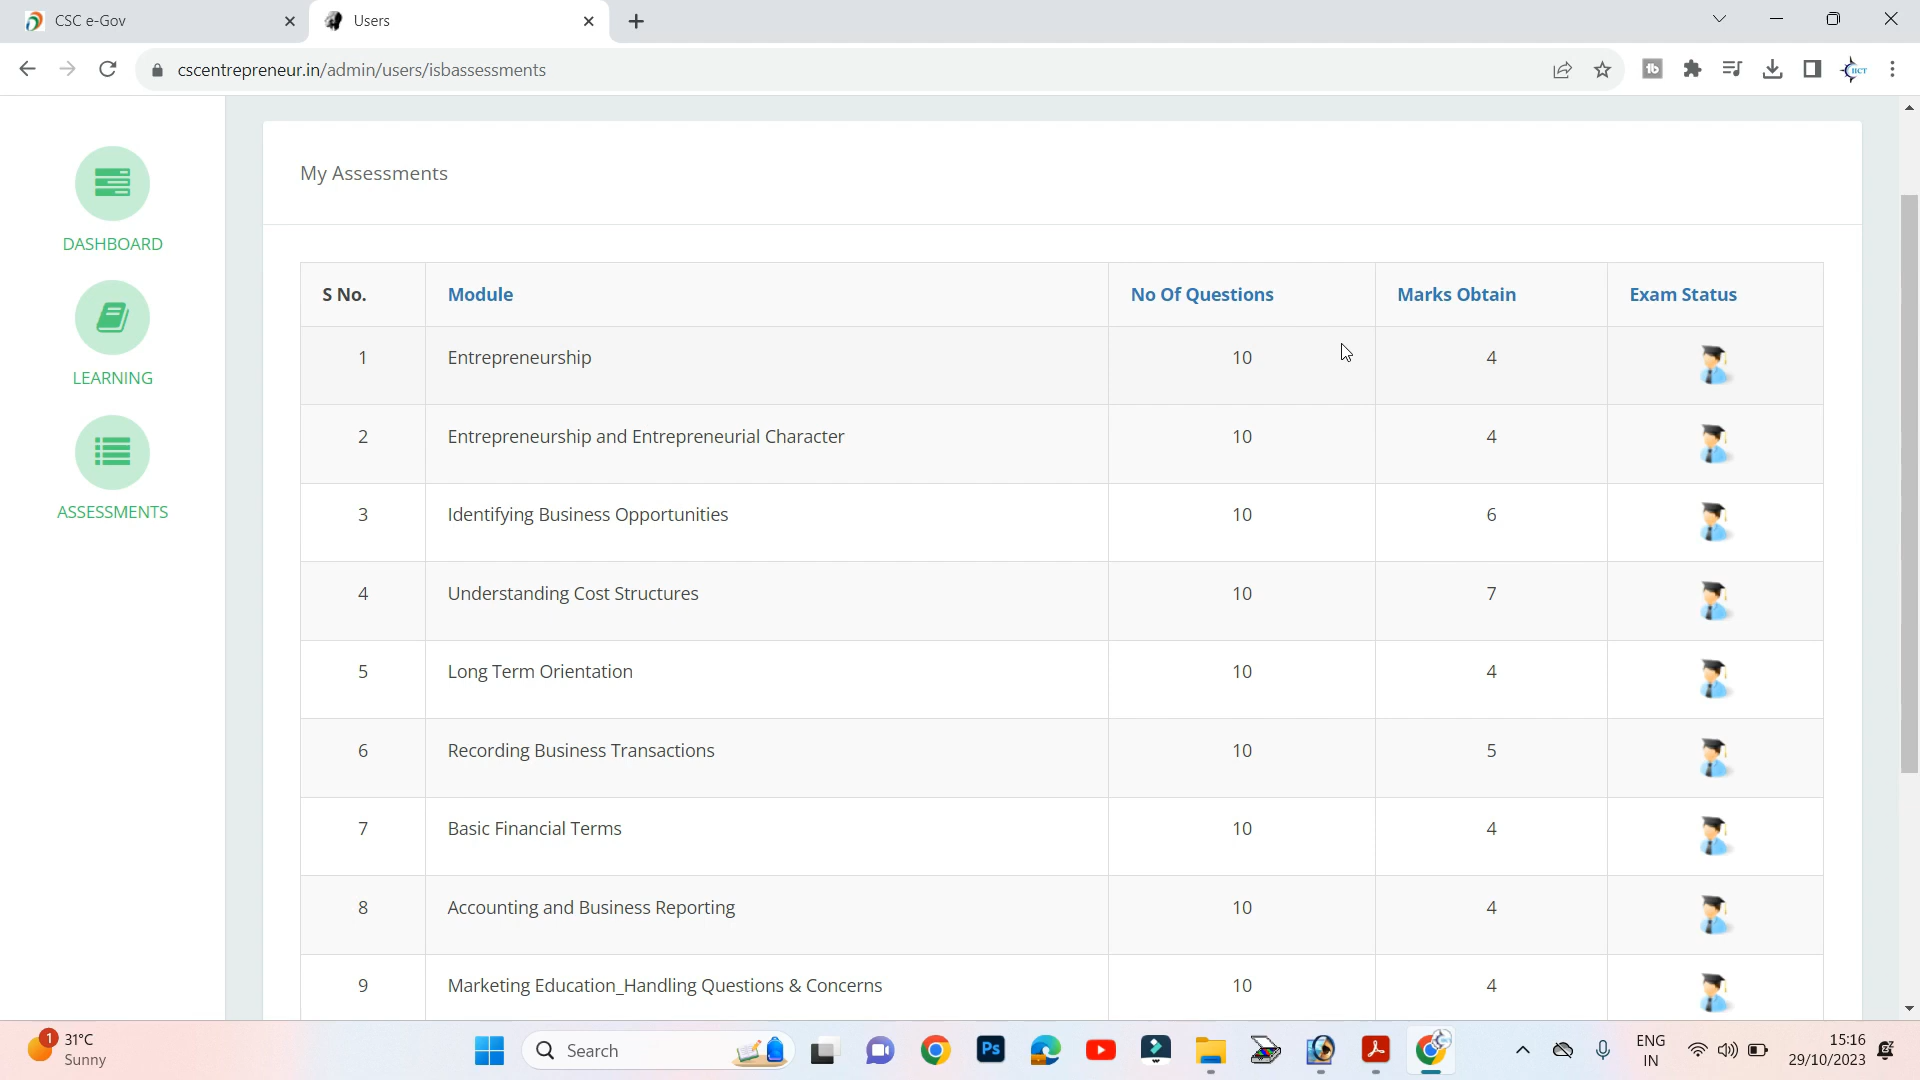 CSC e-Gov
Users
cscentrepreneur.in/admin/users/isbassessments
DASHBOARD
LEARNING
ASSESSMENTS
My Assessments
S No. Module No Of Questions Marks Obtain Exam Status
1 Entrepreneurship 10 4
2 Entrepreneurship and Entrepreneurial Character 10 4
3 Identifying Business Opportunities 10 6
4 Understanding Cost Structures 10 7
5 Long Term Orientation 10 4
6 Recording Business Transactions 10 5
7 Basic Financial Terms 10 4
8 Accounting and Business Reporting 10 4
9 Marketing Education_Handling Questions & Concerns 10 4
1 31°C
Sunny
Search
Ps
ENG
IN
15:16
29/10/2023